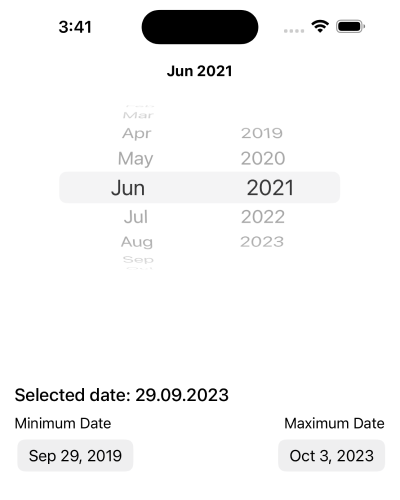 3:41
Jun 2021
Mar
Apr 2019
May 2020
Jun 2021
Jul 2022
Aug 2023
Sep
Selected date: 29.09.2023
Minimum Date Maximum Date
Sep 29, 2019 Oct 3, 2023